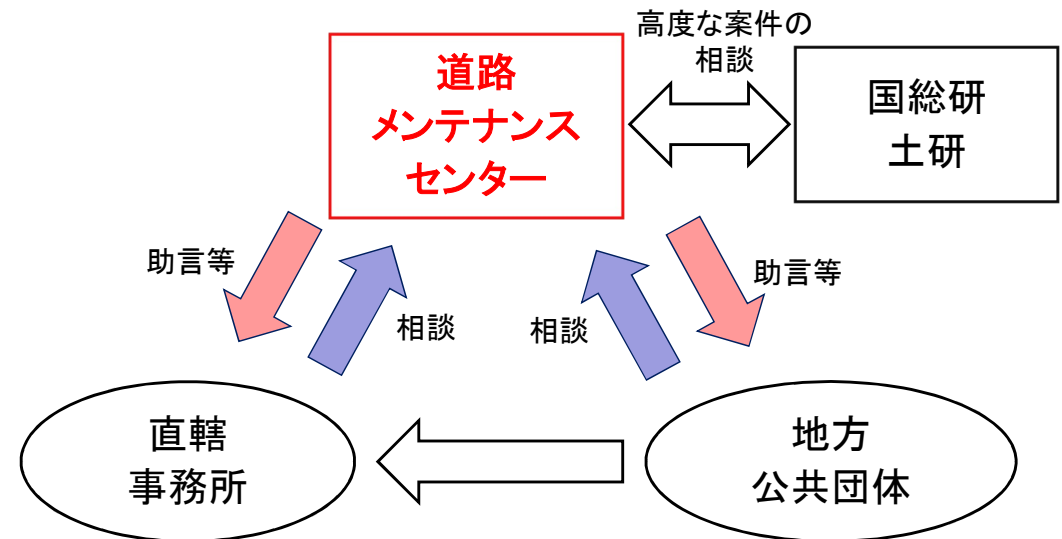 高度な案件の
相談
道路
メンテナンス
センター
国総研
土研
助言等
相談
相談
助言等
直轄
事務所
地方
公共団体